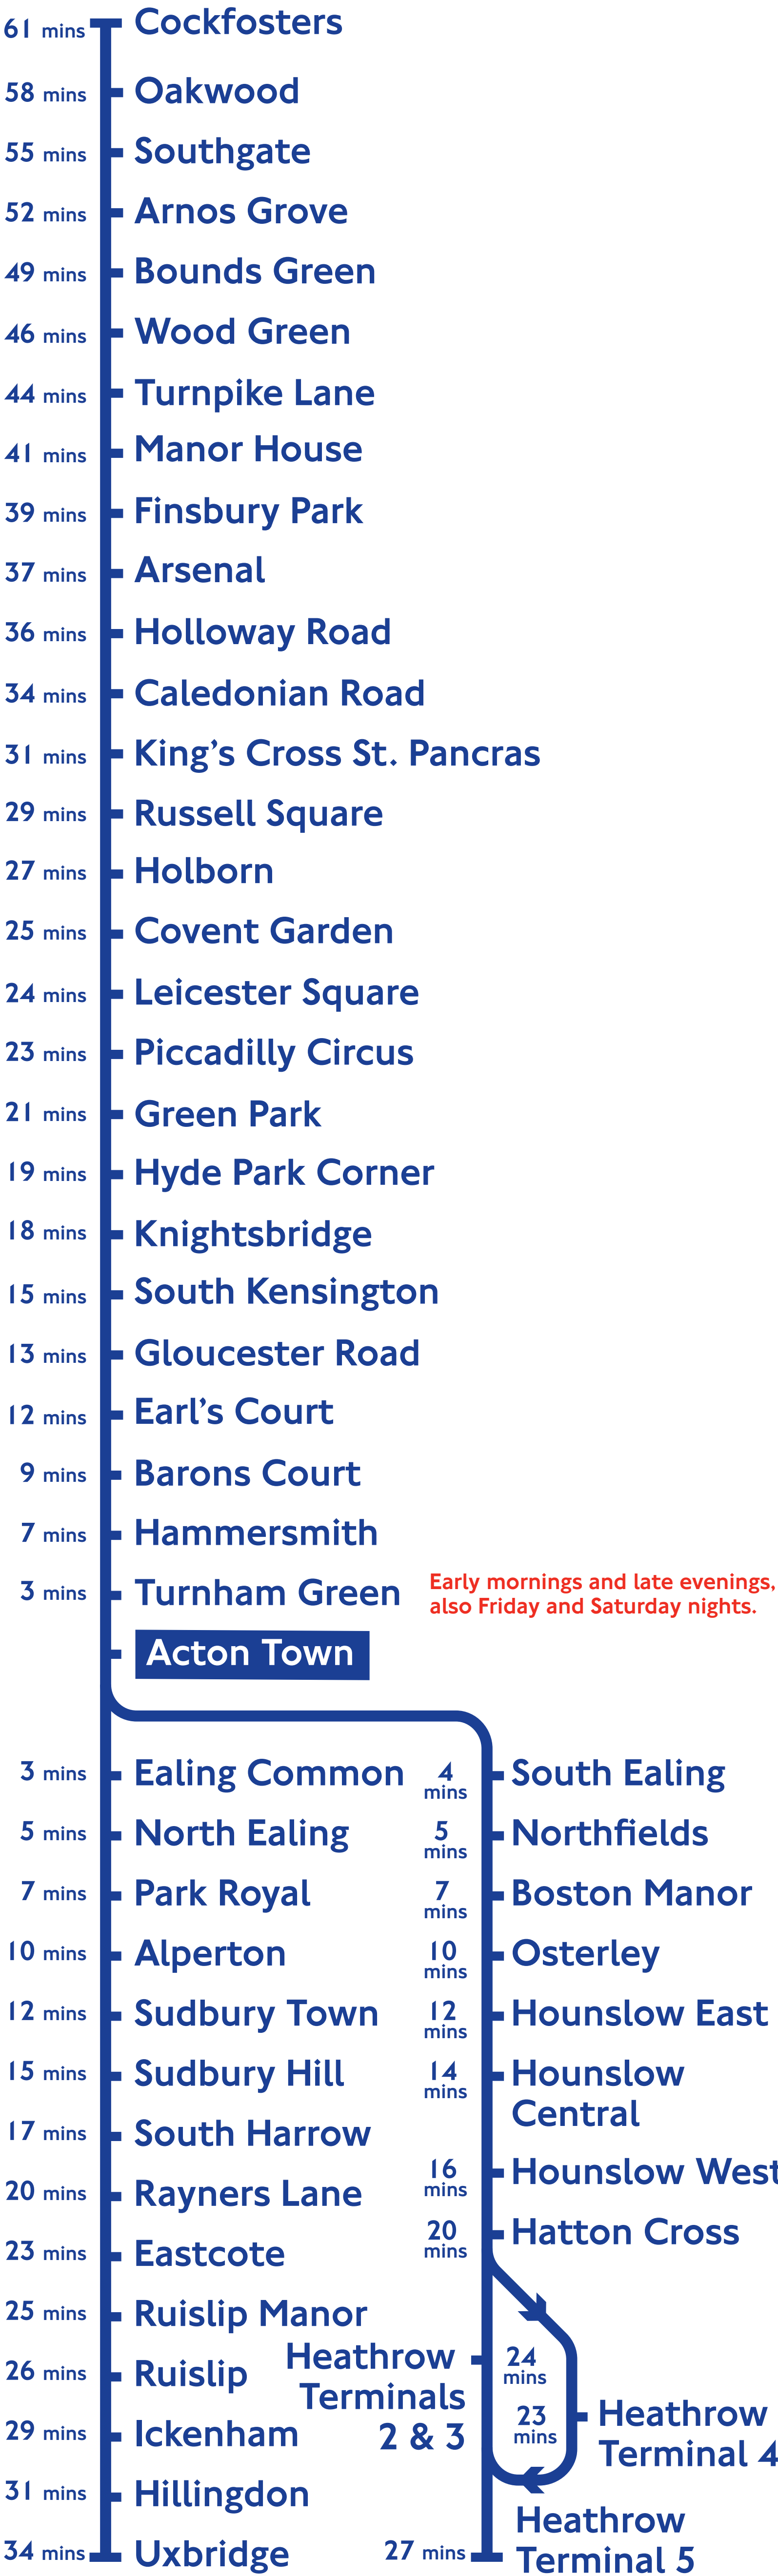 61 mins Cockfosters
58 mins Oakwood
55 mins Southgate
52 mins Arnos Grove
49 mins Bounds Green
46 mins Wood Green
44 mins Turnpike Lane
41 mins Manor House
39 mins Finsbury Park
37 mins Arsenal
36 mins Holloway Road
34 mins Caledonian Road
31 mins King's Cross St. Pancras
29 mins Russell Square
27 mins Holborn
25 mins Covent Garden
24 mins Leicester Square
23 mins Piccadilly Circus
21 mins Green Park
19 mins Hyde Park Corner
18 mins Knightsbridge
15 mins South Kensington
13 mins Gloucester Road
12 mins Earl's Court
9 mins Barons Court
7 mins Hammersmith
3 mins Turnham Green
Early mornings and late evenings,
also Friday and Saturday nights.
Acton Town
3 mins Ealing Common
5 mins North Ealing
7 mins Park Royal
10 mins Alperton
12 mins Sudbury Town
15 mins Sudbury Hill
17 mins South Harrow
20 mins Rayners Lane
23 mins Eastcote
25 mins Ruislip Manor
26 mins Ruislip
29 mins Ickenham
31 mins Hillingdon
34 mins Uxbridge
4
mins
South Ealing
5
mins
Northfields
7
mins
Boston Manor
10
mins
Osterley
12
mins
Hounslow East
14
mins
Hounslow
Central
16
mins
Hounslow West
20
mins
Hatton Cross
Heathrow
Terminals
2 & 3
24
mins
23
mins
Heathrow
Terminal 4
27 mins
Heathrow
Terminal 5